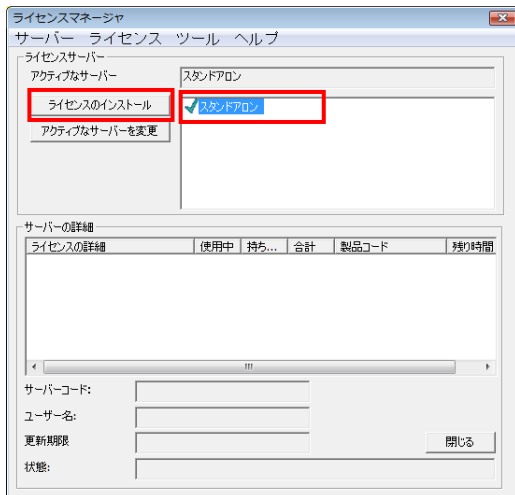 ライセンスマネージャ
サーバー ライセンス ツール ヘルプ
ライセンスサーバー
アクティブなサーバー スタンドアロン
ライセンスのインストール スタンドアロン
アクティブなサーバーを変更
サーバーの詳細
ライセンスの詳細 使用中 持ち... 合計 製品コード 残り時間
サーバーコード:
ユーザー名:
更新期限 閉じる
状態: